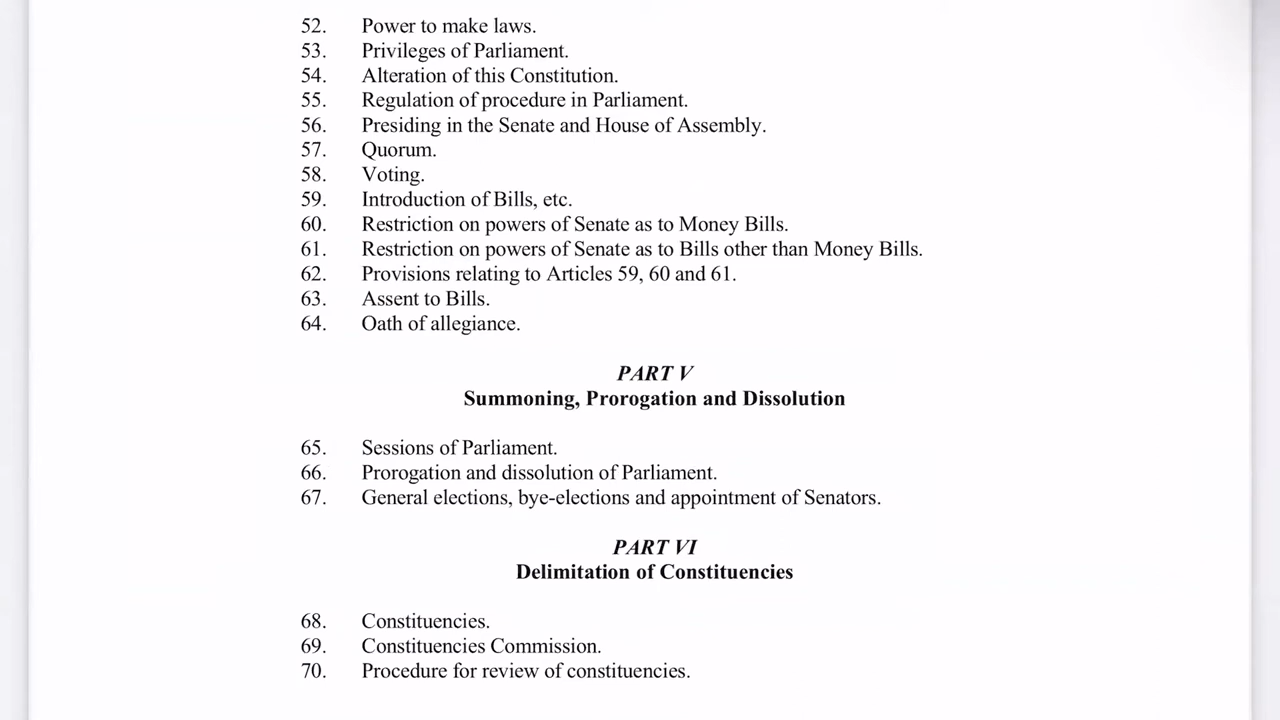 52. Power to make laws.
53. Privileges of Parliament.
54. Alteration of this Constitution.
55. Regulation of procedure in Parliament.
56. Presiding in the Senate and House of Assembly.
57. Quorum.
58. Voting.
59. Introduction of Bills, etc.
60. Restriction on powers of Senate as to Money Bills.
61. Restriction on powers of Senate as to Bills other than Money Bills.
62. Provisions relating to Articles 59, 60 and 61.
63. Assent to Bills.
64. Oath of allegiance.
PART V
Summoning, Prorogation and Dissolution
65. Sessions of Parliament.
66. Prorogation and dissolution of Parliament.
67. General elections, bye-elections and appointment of Senators.
PART VI
Delimitation of Constituencies
68. Constituencies.
69. Constituencies Commission.
70. Procedure for review of constituencies.